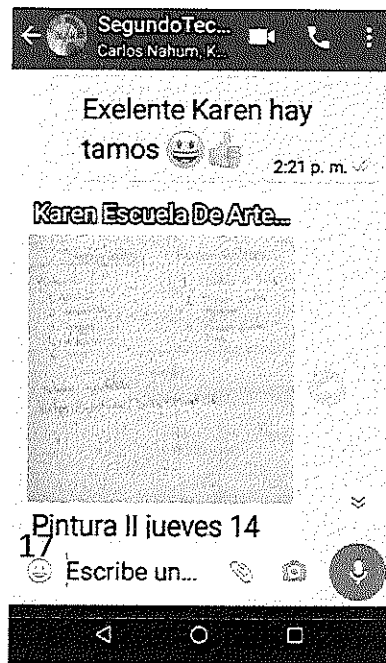 SegundoTec...
Carlos Nahum, K...
Exelente Karen hay
tamos 😃👍
2:21 p. m.
Karen Escuela De Arte...
Pintura II jueves 14
17
Escribe un...